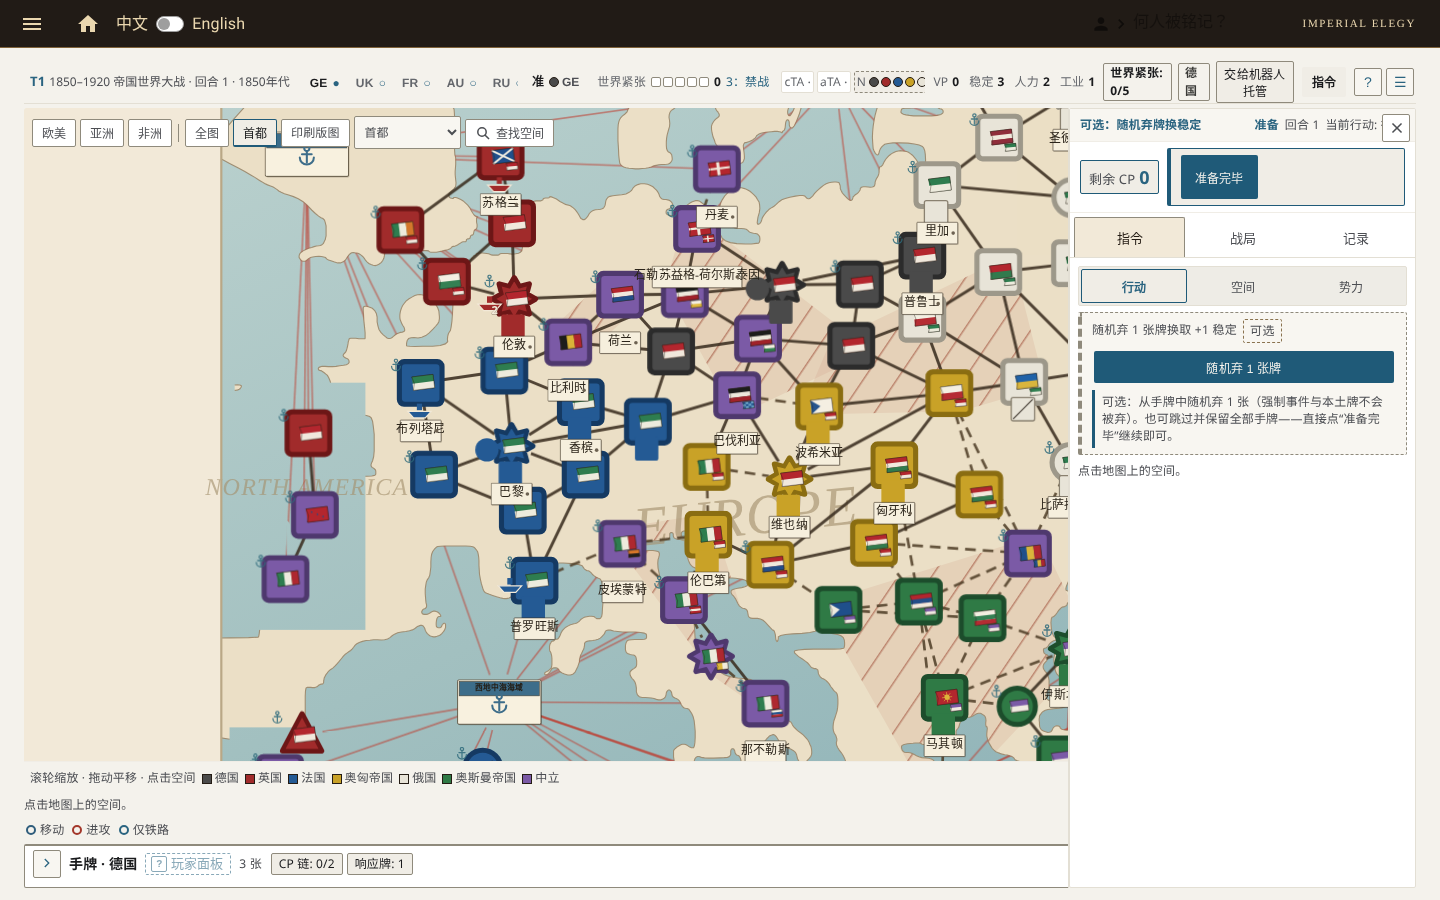 中文 English
何人被铭记？
IMPERIAL ELEGY
T1 1850–1920 帝国世界大战 · 回合 1 · 1850年代
GE UK FR AU RU
准 GE
世界紧张 0 3：禁战
cTA · aTA · N
VP 0 稳定 3 人力 2 工业 1
世界紧张: 0/5
德国
交给机器人托管
指令
?
欧美 亚洲 非洲 全图 首都 印刷版图 首都 查找空间
苏格兰
丹麦
里加
石勒苏益格-荷尔斯泰因
普鲁士
伦敦
荷兰
比利时
布列塔尼
香槟
巴伐利亚
波希米亚
NORTH AMERICA
巴黎
EUROPE
维也纳
匈牙利
皮埃蒙特
伦巴第
普罗旺斯
西地中海海域
那不勒斯
马其顿
滚轮缩放 · 拖动平移 · 点击空间 德国 英国 法国 奥匈帝国 俄国 奥斯曼帝国 中立
点击地图上的空间。
移动 进攻 仅铁路
手牌 · 德国 ? 玩家面板 3 张 CP 链: 0/2 响应牌: 1
可选：随机弃牌换稳定
准备 回合 1 当前行动:
剩余 CP 0
准备完毕
指令 战局 记录
行动 空间 势力
随机弃 1 张牌换取 +1 稳定 可选
随机弃 1 张牌
可选：从手牌中随机弃 1 张（强制事件与本土牌不会
被弃）。也可跳过并保留全部手牌——直接点“准备完
毕”继续即可。
点击地图上的空间。